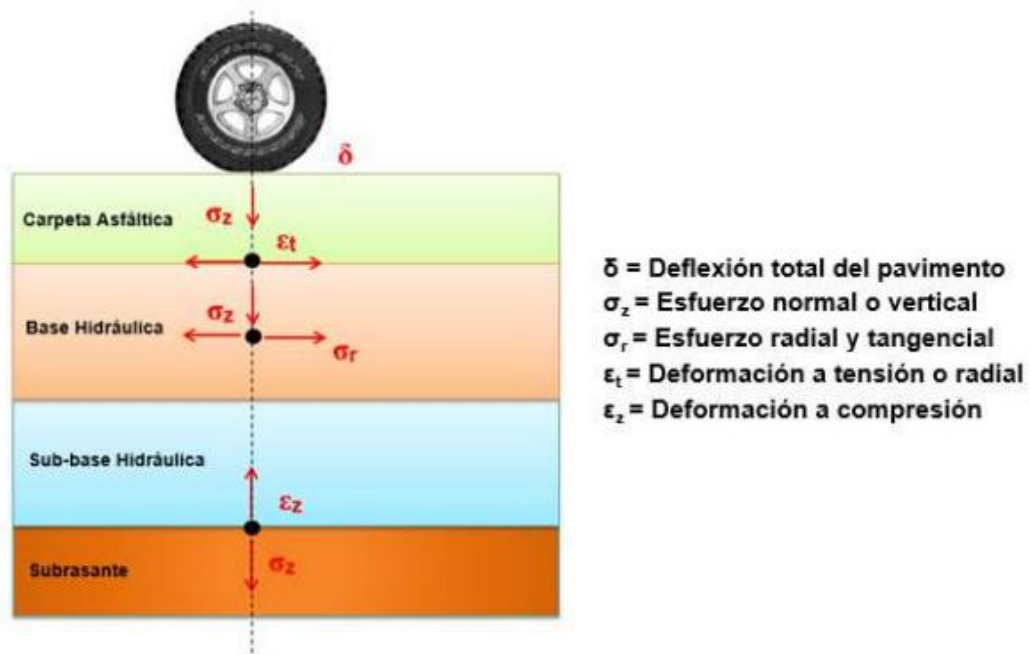 δ
σz
Carpeta Asfáltica
εt
σz
Base Hidráulica
σr
Sub-base Hidráulica
εz
σz
Subrasante
δ = Deflexión total del pavimento
σz = Esfuerzo normal o vertical
σr = Esfuerzo radial y tangencial
εt = Deformación a tensión o radial
εz = Deformación a compresión